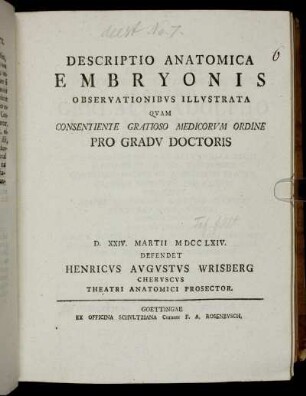 6
DESCRIPTIO ANATOMICA
EMBRYONIS
OBSERVATIONIBVS ILLVSTRATA
QVAM
CONSENTIENTE GRATIOSO MEDICORVM ORDINE
PRO GRADV DOCTORIS
D. XXIV. MARTII MDCCLXIV.
DEFENDET
HENRICVS AVGVSTVS WRISBERG
CHERVSCVS
THEATRI ANATOMICI PROSECTOR.
GOETTINGAE
EX OFFICINA SCHVLTZIANA F. A. ROSENBVSCH.